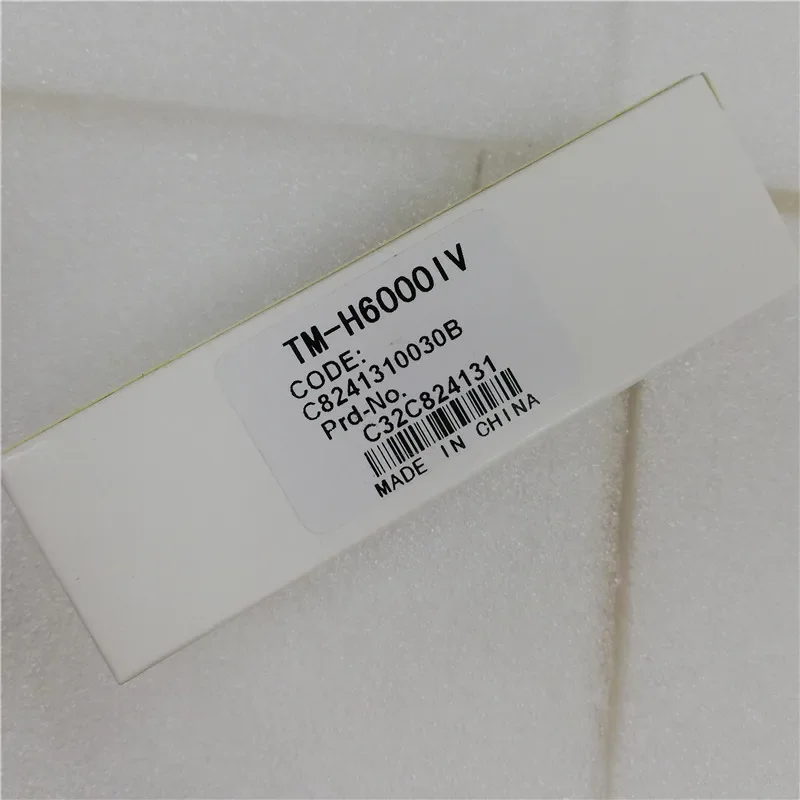 TM-H6000IV
CODE:
C8241310030B
Prd-No.
C32C824131
MADE IN CHINA